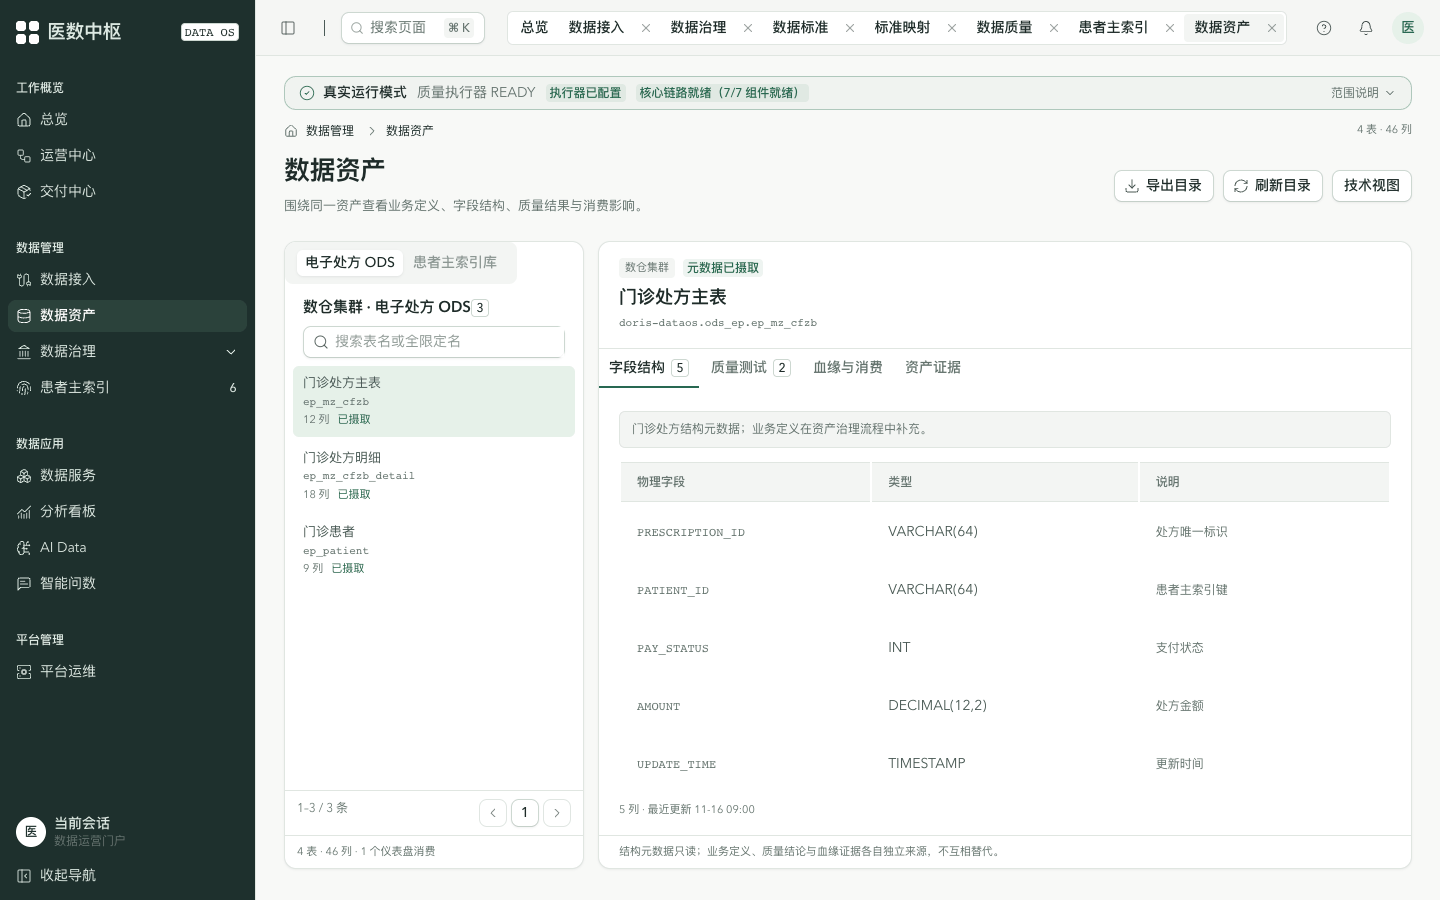 医数中枢 DATA OS
工作概览
总览
运营中心
交付中心
数据管理
数据接入
数据资产
数据治理
患者主索引 6
数据应用
数据服务
分析看板
AI Data
智能问数
平台管理
平台运维
医 当前会话
数据运营门户
收起导航
搜索页面 ⌘ K 总览 数据接入 数据治理 数据标准 标准映射 数据质量 患者主索引 数据资产 医
真实运行模式 质量执行器 READY 执行器已配置 核心链路就绪（7/7 组件就绪） 范围说明
数据管理 数据资产 4 表 · 46 列
数据资产
围绕同一资产查看业务定义、字段结构、质量结果与消费影响。
导出目录 刷新目录 技术视图
电子处方 ODS 患者主索引库
数仓集群 · 电子处方 ODS 3
搜索表名或全限定名
门诊处方主表
ep_mz_cfzb
12 列 已摄取
门诊处方明细
ep_mz_cfzb_detail
18 列 已摄取
门诊患者
ep_patient
9 列 已摄取
1-3 / 3 条 1
4 表 · 46 列 · 1 个仪表盘消费
数仓集群 元数据已摄取
门诊处方主表
doris-dataos.ods_ep.ep_mz_cfzb
字段结构 5 质量测试 2 血缘与消费 资产证据
门诊处方结构元数据；业务定义在资产治理流程中补充。
物理字段 类型 说明
PRESCRIPTION_ID VARCHAR(64) 处方唯一标识
PATIENT_ID VARCHAR(64) 患者主索引键
PAY_STATUS INT 支付状态
AMOUNT DECIMAL(12,2) 处方金额
UPDATE_TIME TIMESTAMP 更新时间
5 列 · 最近更新 11-16 09:00
结构元数据只读；业务定义、质量结论与血缘证据各自独立来源，不互相替代。